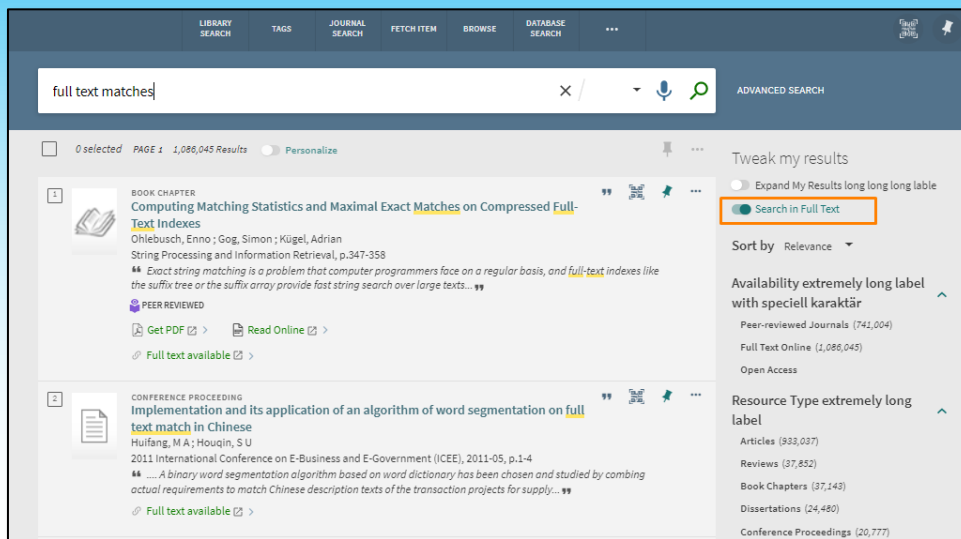 LIBRARY SEARCH
TAGS
JOURNAL SEARCH
FETCH ITEM
BROWSE
DATABASE SEARCH
full text matches
ADVANCED SEARCH
0 selected PAGE 1 1,086,045 Results Personalize
1
BOOK CHAPTER
Computing Matching Statistics and Maximal Exact Matches on Compressed Full-
Text Indexes
Ohlebusch, Enno ; Gog, Simon ; Kügel, Adrian
String Processing and Information Retrieval, p.347-358
❝ Exact string matching is a problem that computer programmers face on a regular basis, and full-text indexes like
the suffix tree or the suffix array provide fast string search over large texts... ❞
PEER REVIEWED
Get PDF > Read Online >
Full text available >
2
CONFERENCE PROCEEDING
Implementation and its application of an algorithm of word segmentation on full
text match in Chinese
Huifang, M A ; Houqin, S U
2011 International Conference on E-Business and E-Government (ICEE), 2011-05, p.1-4
❝ .... A binary word segmentation algorithm based on word dictionary has been chosen and studied by combing
actual requirements to match Chinese description texts of the transaction projects for supply... ❞
Full text available >
Tweak my results
Expand My Results long long long lable
Search in Full Text
Sort by Relevance
Availability extremely long label
with speciell karaktär
Peer-reviewed Journals (741,004)
Full Text Online (1,086,045)
Open Access
Resource Type extremely long
label
Articles (933,037)
Reviews (37,852)
Book Chapters (37,143)
Dissertations (24,480)
Conference Proceedings (20,777)